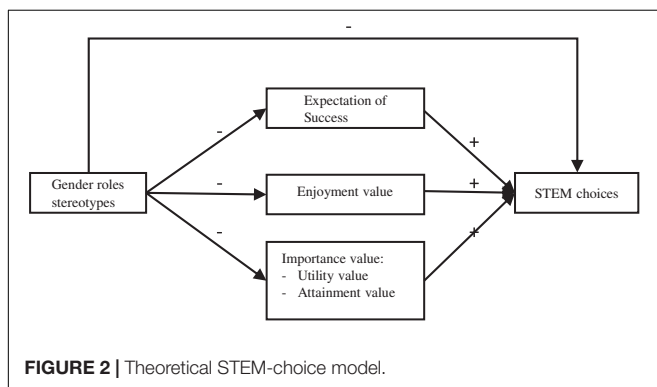 -
Expectation of
Success
-
+
Gender roles
stereotypes
-
Enjoyment value
+
STEM choices
-
+
Importance value:
- Utility value
- Attainment value
FIGURE 2 | Theoretical STEM-choice model.